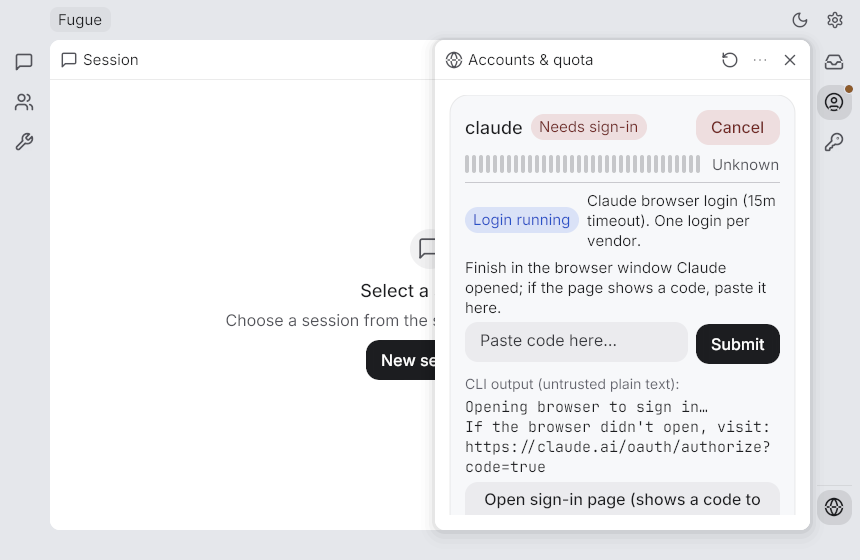 Fugue
Session
Select a
Choose a session from the s
New se
Accounts & quota
claude
Needs sign-in
Cancel
Unknown
Login running
Claude browser login (15m
timeout). One login per
vendor.
Finish in the browser window Claude
opened; if the page shows a code, paste it
here.
Paste code here...
Submit
CLI output (untrusted plain text):
Opening browser to sign in…
If the browser didn't open, visit:
https://claude.ai/oauth/authorize?
code=true
Open sign-in page (shows a code to